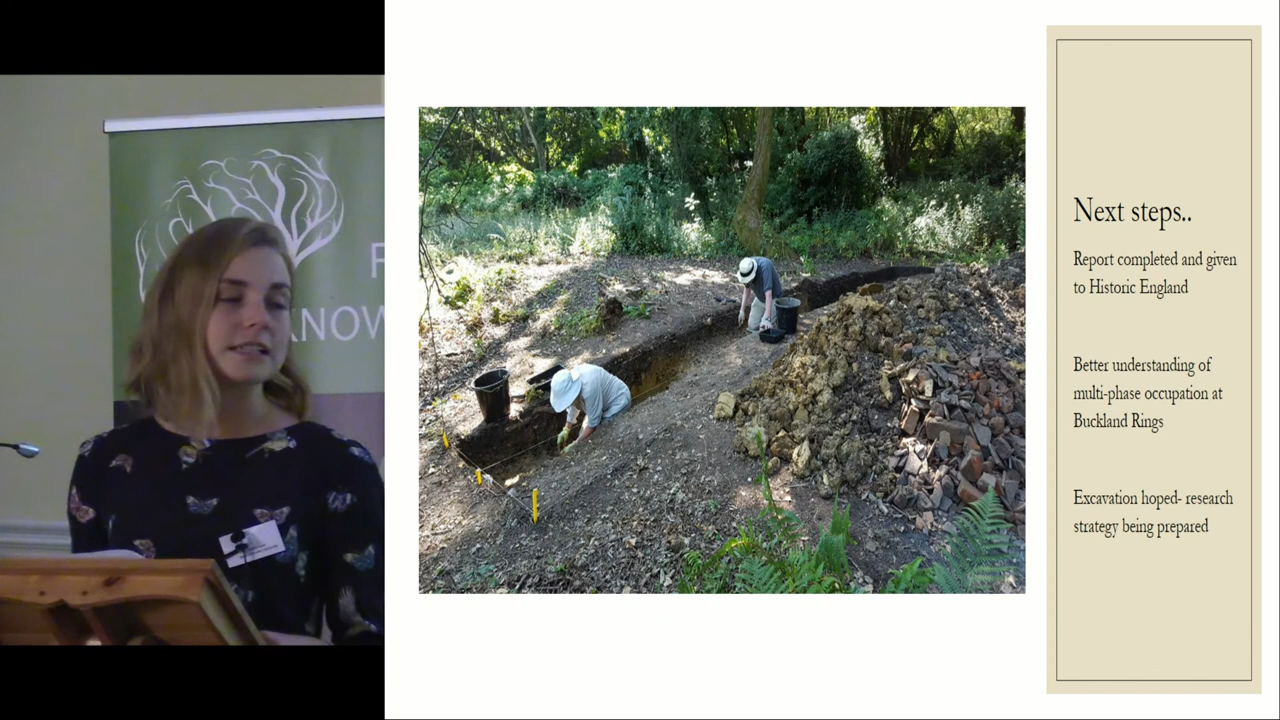 KNOW
Next steps..
Report completed and given
to Historic England
Better understanding of
multi-phase occupation at
Buckland Rings
Excavation hoped- research
strategy being prepared